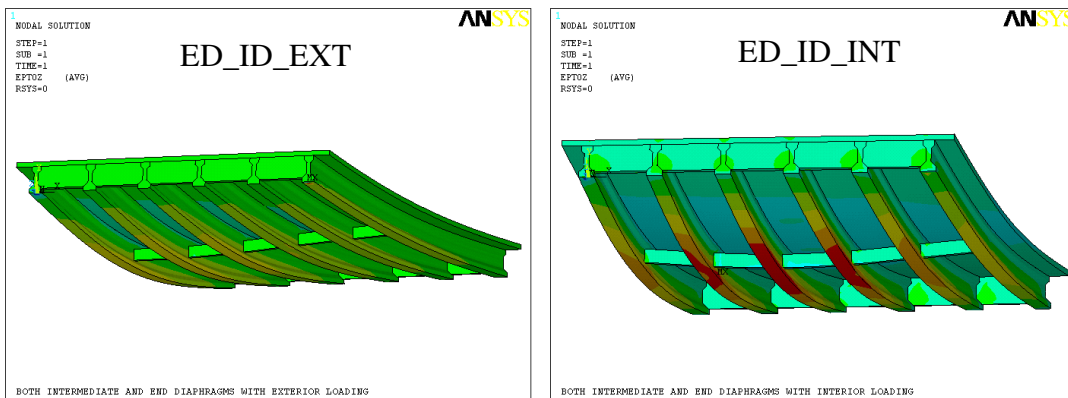 1
ANSYS
NODAL SOLUTION
STEP=1
SUB =1
TIME=1
EPTOZ (AVG)
RSYS=0
ED_ID_EXT
MX
BOTH INTERMEDIATE AND END DIAPHRAGMS WITH EXTERIOR LOADING
1
ANSYS
NODAL SOLUTION
STEP=1
SUB =1
TIME=1
EPTOZ (AVG)
RSYS=0
ED_ID_INT
MX
BOTH INTERMEDIATE AND END DIAPHRAGMS WITH INTERIOR LOADING